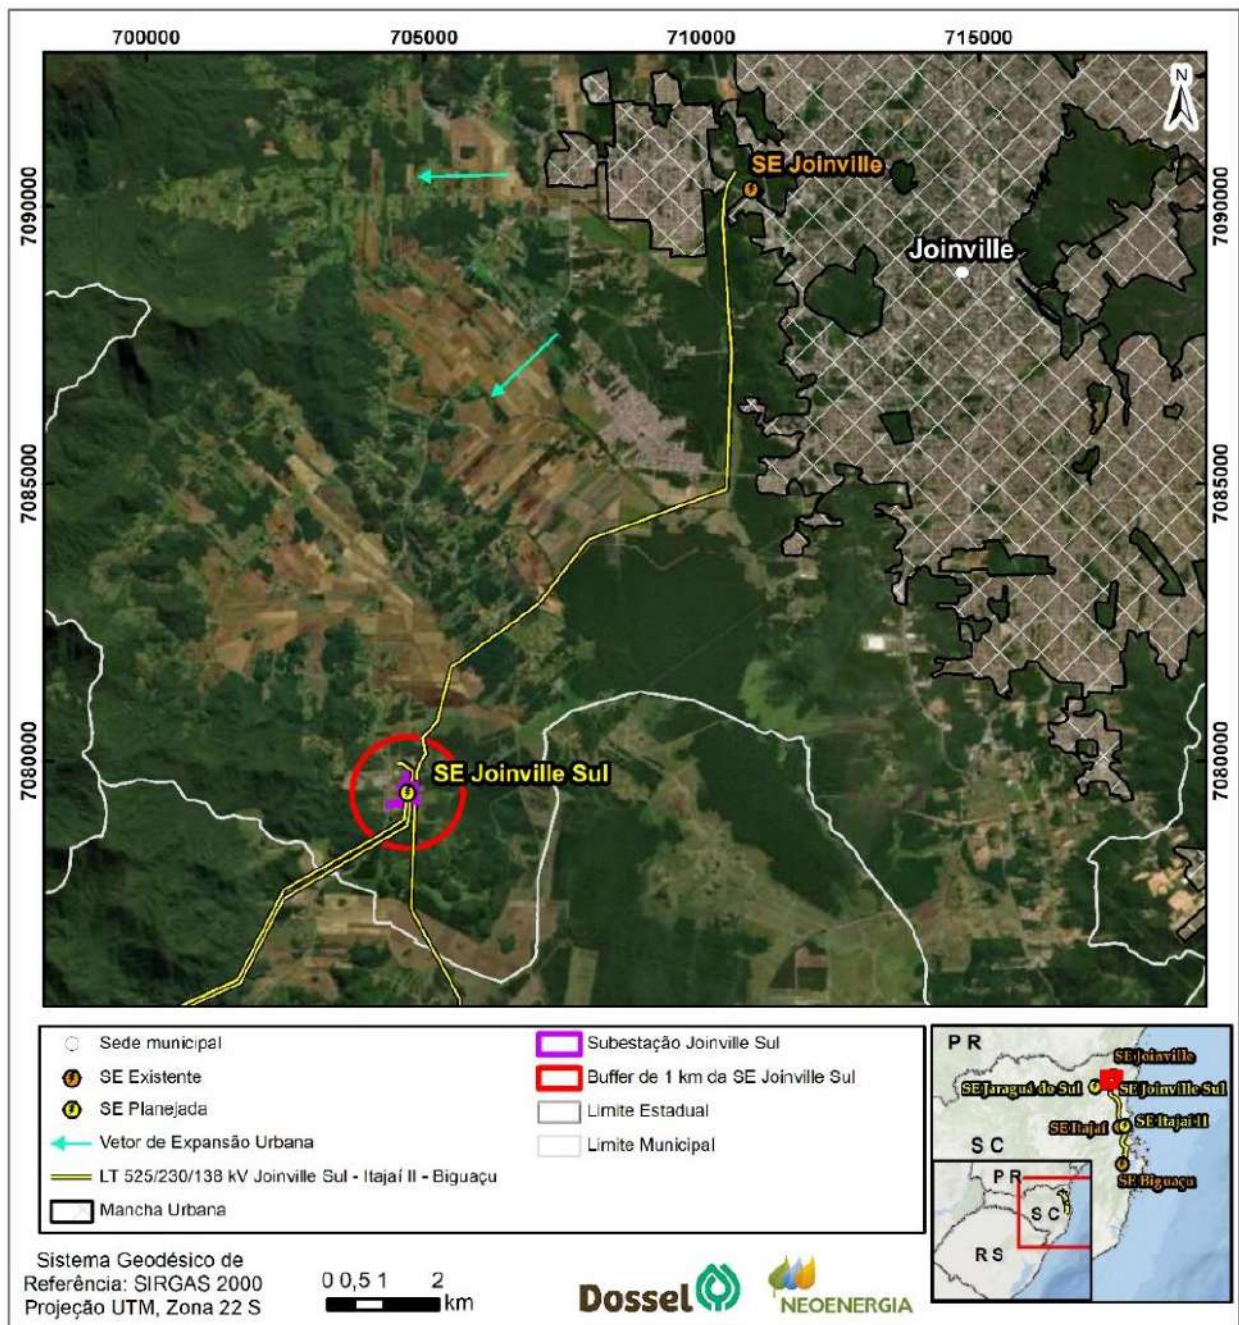 700000
705000
710000
715000
N
SE Joinville
7090000
7090000
Joinville
7085000
7085000
SE Joinville Sul
7080000
7080000
Sede municipal
SE Existente
SE Planejada
Vetor de Expansão Urbana
LT 525/230/138 kV Joinville Sul - Itajaí II - Biguaçu
Mancha Urbana
Subestação Joinville Sul
Buffer de 1 km da SE Joinville Sul
Limite Estadual
Limite Municipal
PR
SE Joinville
SE Jaraguá do Sul
SE Joinville Sul
SE Itajaí
SE Itajaí II
SC
SE Biguaçu
PR
SC
RS
Sistema Geodésico de
Referência: SIRGAS 2000
Projeção UTM, Zona 22 S
0 0,5 1 2
km
Dossel
NEOENERGIA